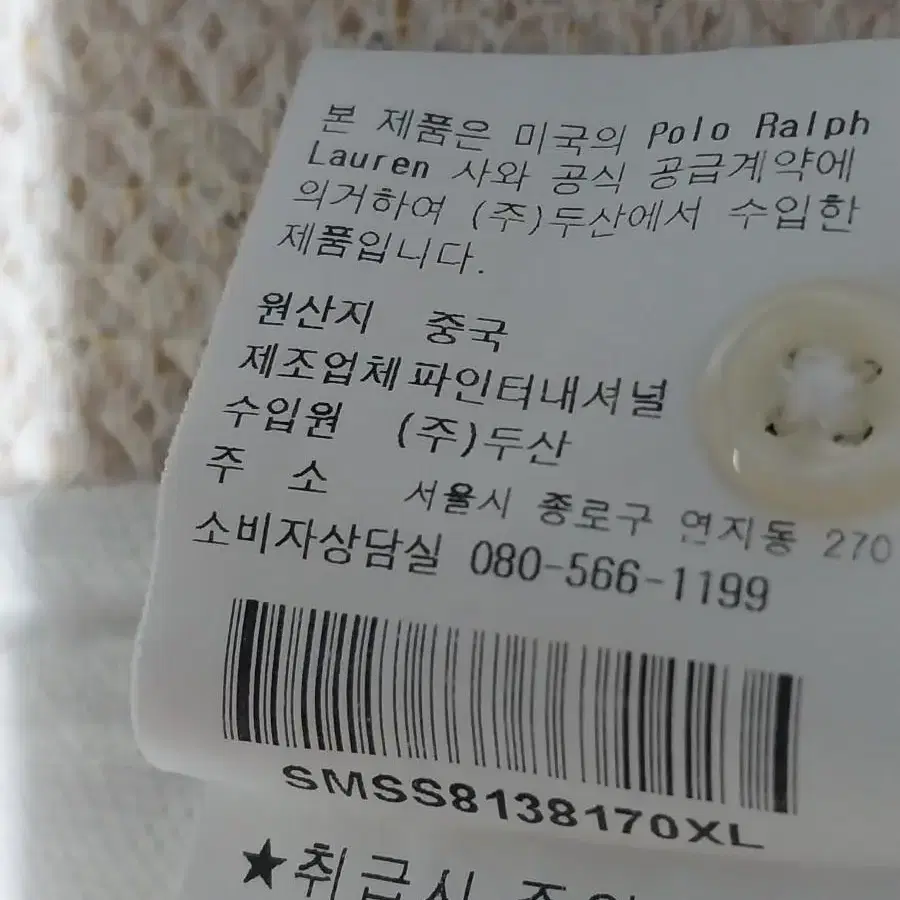 본 제품은 미국의 Polo Ralph
Lauren 사와 공식 공급계약에
의거하여 (주)두산에서 수입한
제품입니다.
원산지 중국
제조업체 파인터내셔널
수입원 (주)두산
주 소 서울시 종로구 연지동 270
소비자상담실 080-566-1199
SMSS8138170XL
★취급시